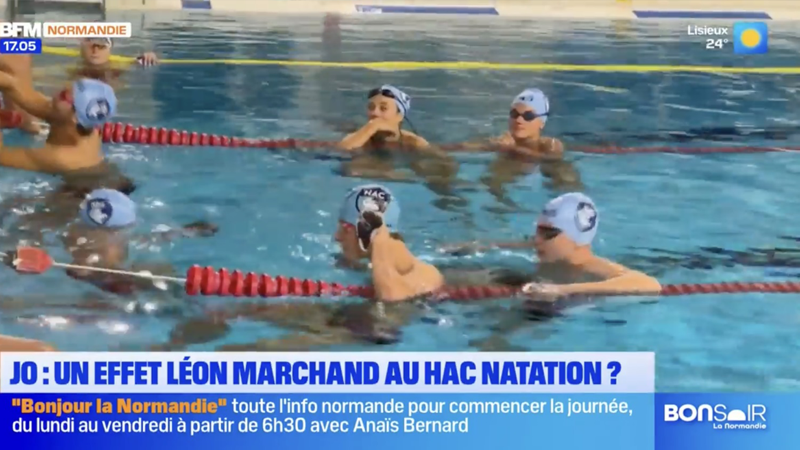 BFM NORMANDIE
17.05
Lisieux
24°
HAC
JO : UN EFFET LÉON MARCHAND AU HAC NATATION ?
"Bonjour la Normandie" toute l'info normande pour commencer la journée,
du lundi au vendredi à partir de 6h30 avec Anaïs Bernard
BONSOIR
La Normandie